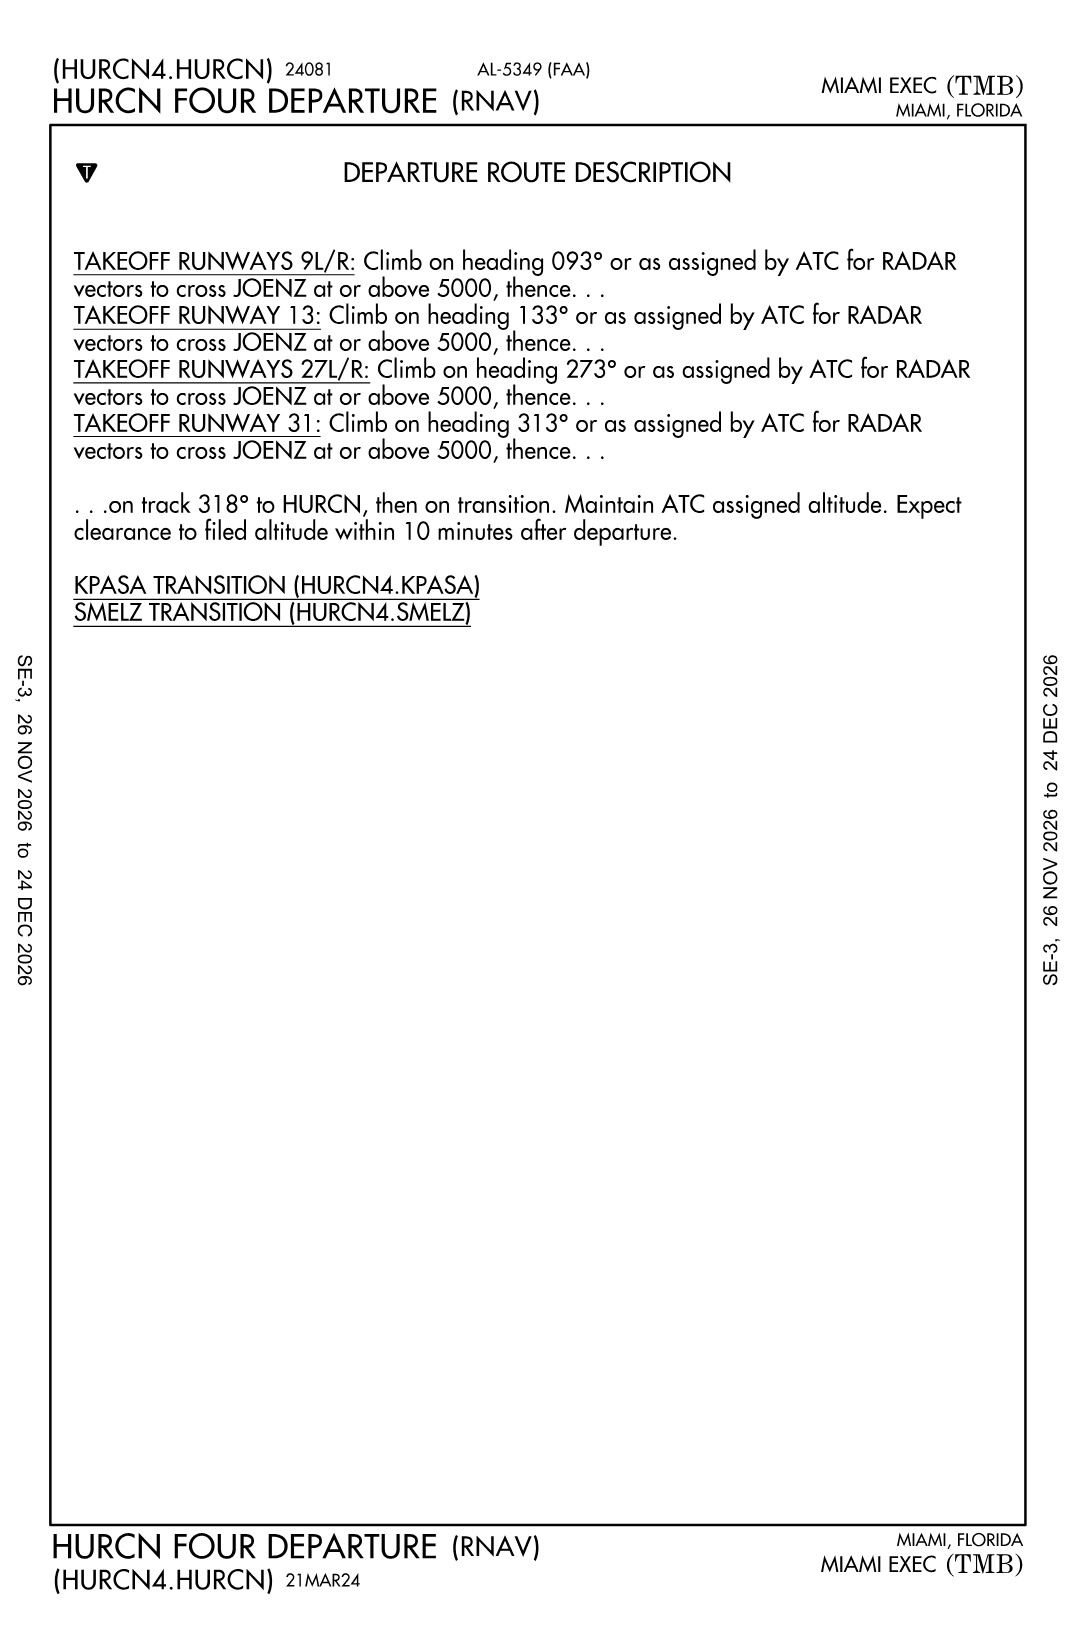 (HURCN4.HURCN) 24081
AL-5349 (FAA)
HURCN FOUR DEPARTURE (RNAV)
MIAMI EXEC (TMB)
MIAMI, FLORIDA
T
DEPARTURE ROUTE DESCRIPTION
TAKEOFF RUNWAYS 9L/R: Climb on heading 093° or as assigned by ATC for RADAR
vectors to cross JOENZ at or above 5000, thence. . .
TAKEOFF RUNWAY 13: Climb on heading 133° or as assigned by ATC for RADAR
vectors to cross JOENZ at or above 5000, thence. . .
TAKEOFF RUNWAYS 27L/R: Climb on heading 273° or as assigned by ATC for RADAR
vectors to cross JOENZ at or above 5000, thence. . .
TAKEOFF RUNWAY 31: Climb on heading 313° or as assigned by ATC for RADAR
vectors to cross JOENZ at or above 5000, thence. . .
. . .on track 318° to HURCN, then on transition. Maintain ATC assigned altitude. Expect
clearance to filed altitude within 10 minutes after departure.
KPASA TRANSITION (HURCN4.KPASA)
SMELZ TRANSITION (HURCN4.SMELZ)
SE-3, 26 NOV 2026 to 24 DEC 2026
SE-3, 26 NOV 2026 to 24 DEC 2026
HURCN FOUR DEPARTURE (RNAV)
(HURCN4.HURCN) 21MAR24
MIAMI, FLORIDA
MIAMI EXEC (TMB)